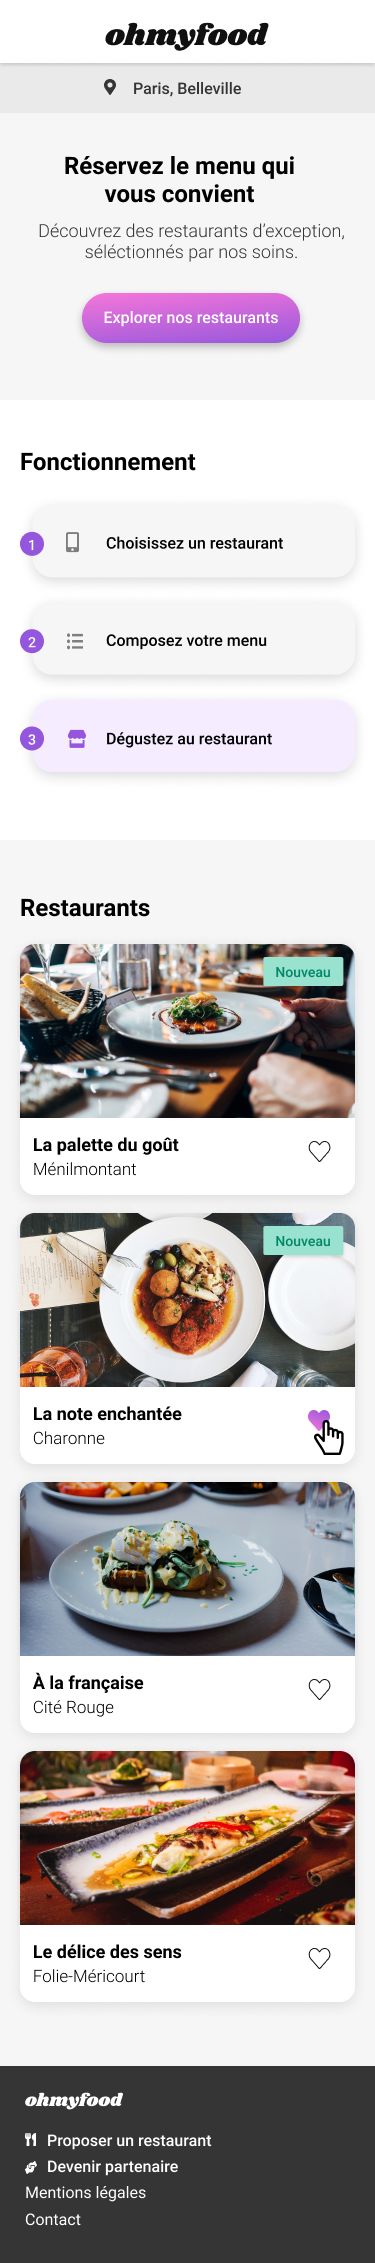 ohmyfood
Paris, Belleville
Réservez le menu qui
vous convient
Découvrez des restaurants d’exception,
séléctionnés par nos soins.
Explorer nos restaurants
Fonctionnement
1 Choisissez un restaurant
2 Composez votre menu
3 Dégustez au restaurant
Restaurants
Nouveau
La palette du goût
Ménilmontant
Nouveau
La note enchantée
Charonne
À la française
Cité Rouge
Le délice des sens
Folie-Méricourt
ohmyfood
Proposer un restaurant
Devenir partenaire
Mentions légales
Contact